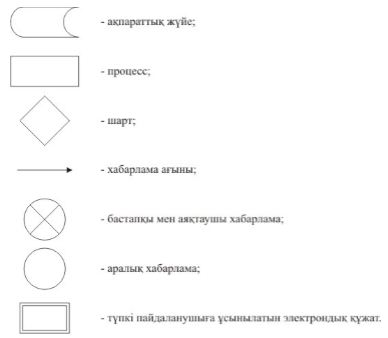 - ақпараттық жүйе;
- процесс;
- шарт;
- хабарлама ағыны;
- бастапқы мен аяқтаушы хабарлама;
- аралық хабарлама;
- түпкі пайдаланушыға ұсынылатын электрондық құжат.